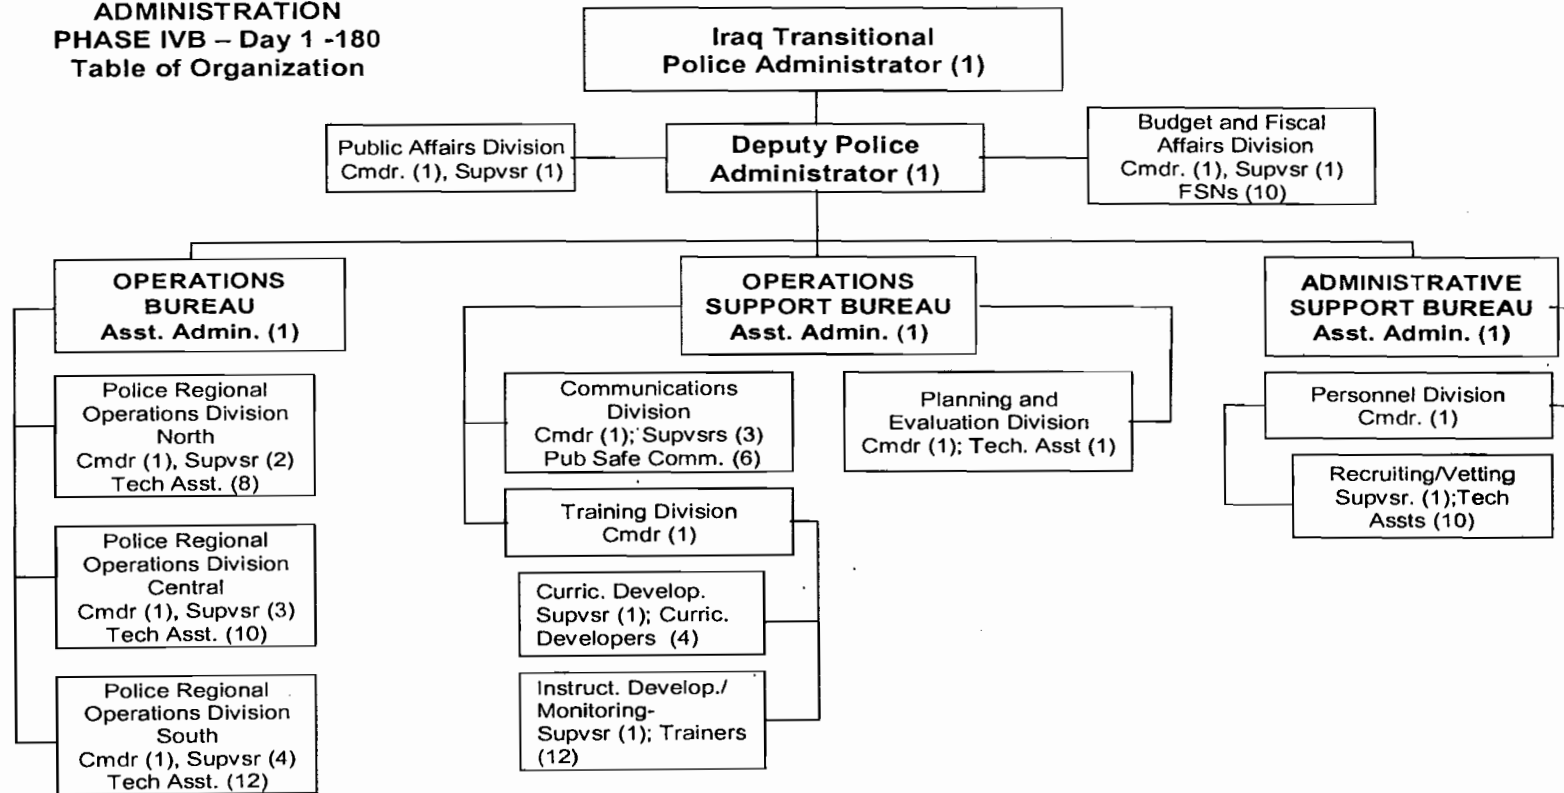 ADMINISTRATION
PHASE IVB – Day 1 -180
Table of Organization
Iraq Transitional
Police Administrator (1)
Public Affairs Division
Cmdr. (1), Supvsr (1)
Deputy Police
Administrator (1)
Budget and Fiscal
Affairs Division
Cmdr. (1), Supvsr (1)
FSNs (10)
OPERATIONS
BUREAU
Asst. Admin. (1)
Police Regional
Operations Division
North
Cmdr (1), Supvsr (2)
Tech Asst. (8)
Police Regional
Operations Division
Central
Cmdr (1), Supvsr (3)
Tech Asst. (10)
Police Regional
Operations Division
South
Cmdr (1), Supvsr (4)
Tech Asst. (12)
OPERATIONS
SUPPORT BUREAU
Asst. Admin. (1)
Communications
Division
Cmdr (1); Supvsrs (3)
Pub Safe Comm. (6)
Training Division
Cmdr (1)
Curric. Develop.
Supvsr (1); Curric.
Developers (4)
Instruct. Develop./
Monitoring-
Supvsr (1); Trainers
(12)
Planning and
Evaluation Division
Cmdr (1); Tech. Asst (1)
ADMINISTRATIVE
SUPPORT BUREAU
Asst. Admin. (1)
Personnel Division
Cmdr. (1)
Recruiting/Vetting
Supvsr. (1);Tech
Assts (10)